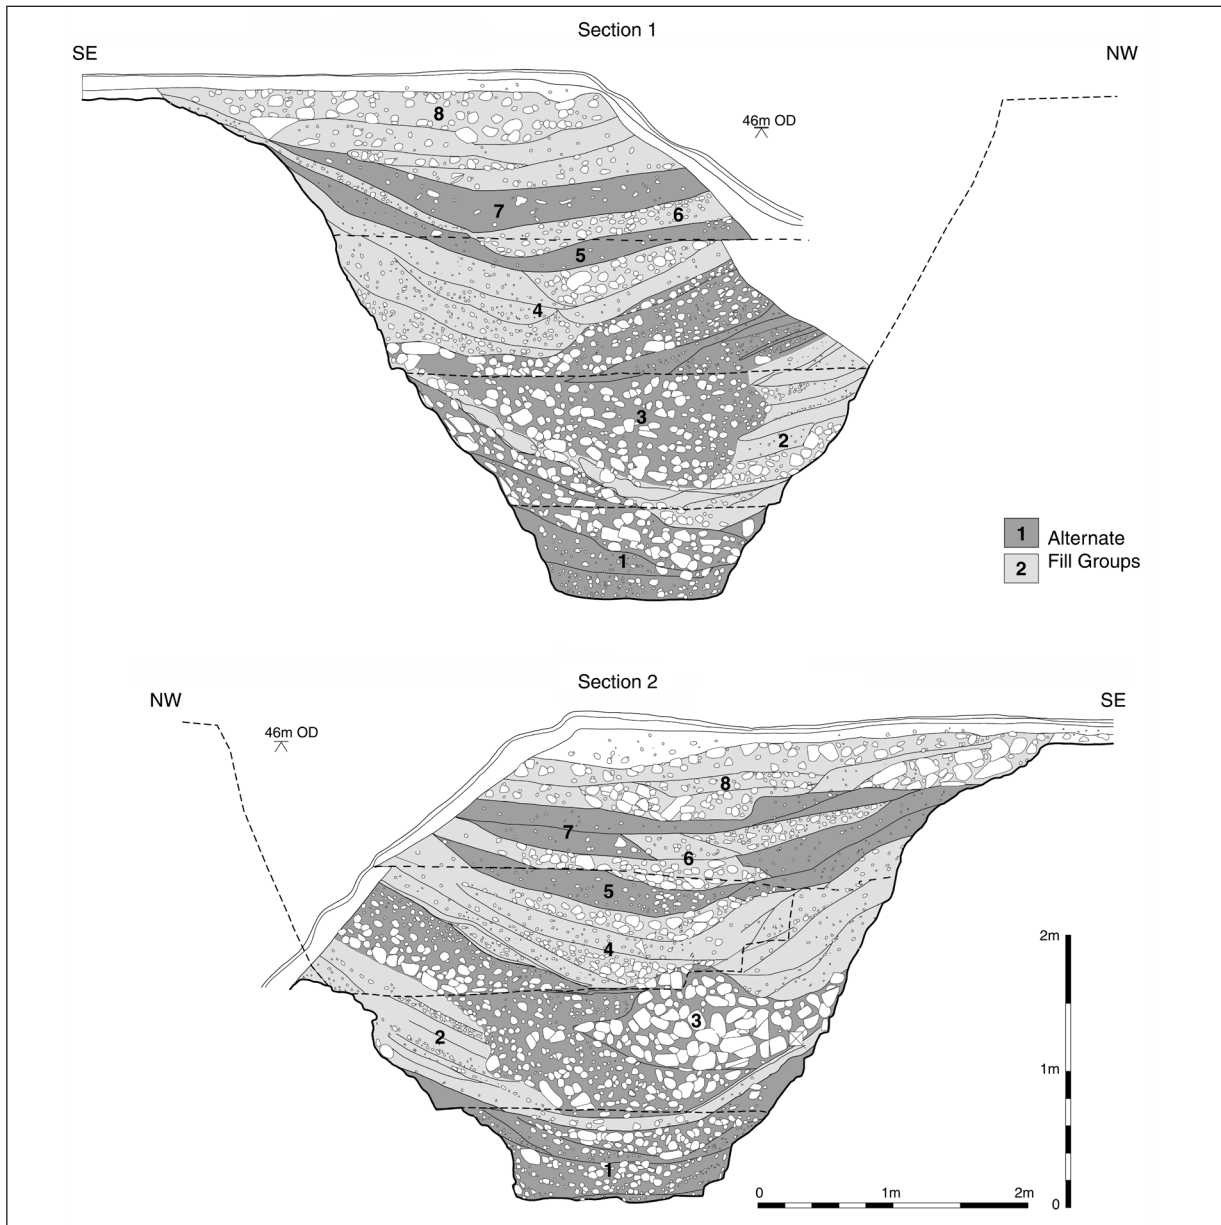 Section 1
SE
NW
8
46m OD
7
6
5
4
3
2
1
1 Alternate
2 Fill Groups
Section 2
NW
SE
46m OD
8
7
6
5
4
3
2
1
2m
1m
0
0 1m 2m